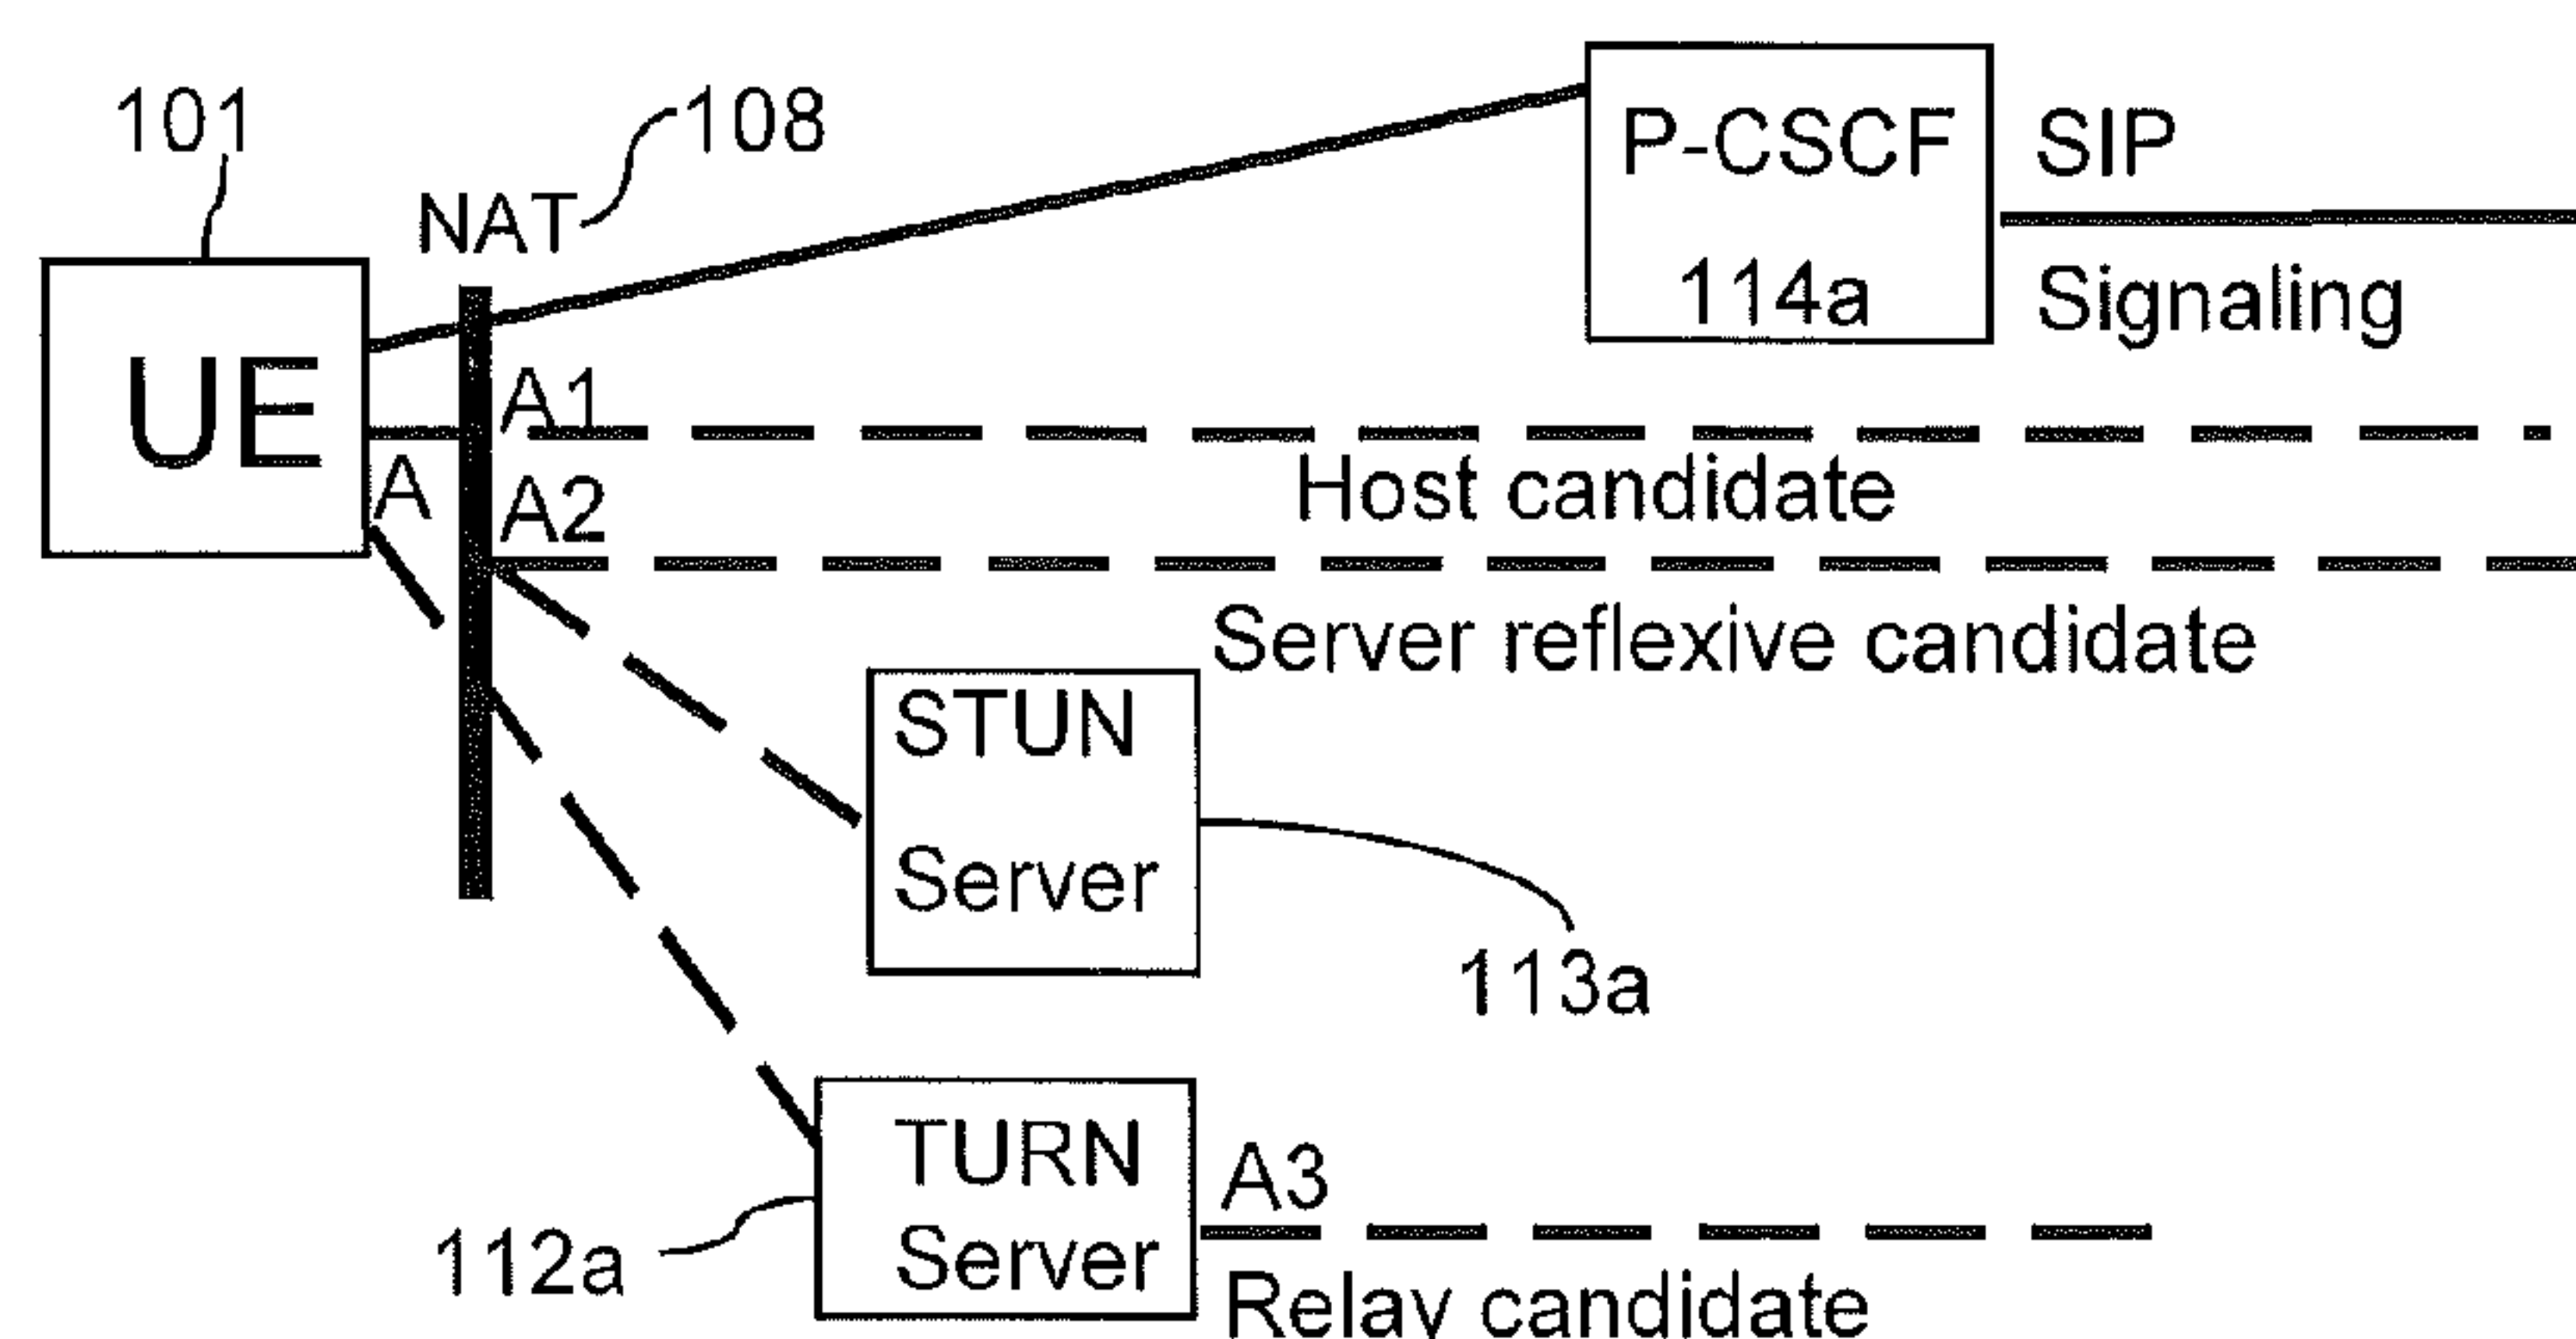 101
NAT
108
P-CSCF
114a
SIP
Signaling
UE
A
A1
Host candidate
A2
Server reflexive candidate
STUN
Server
113a
TURN
Server
112a
A3
Relay candidate